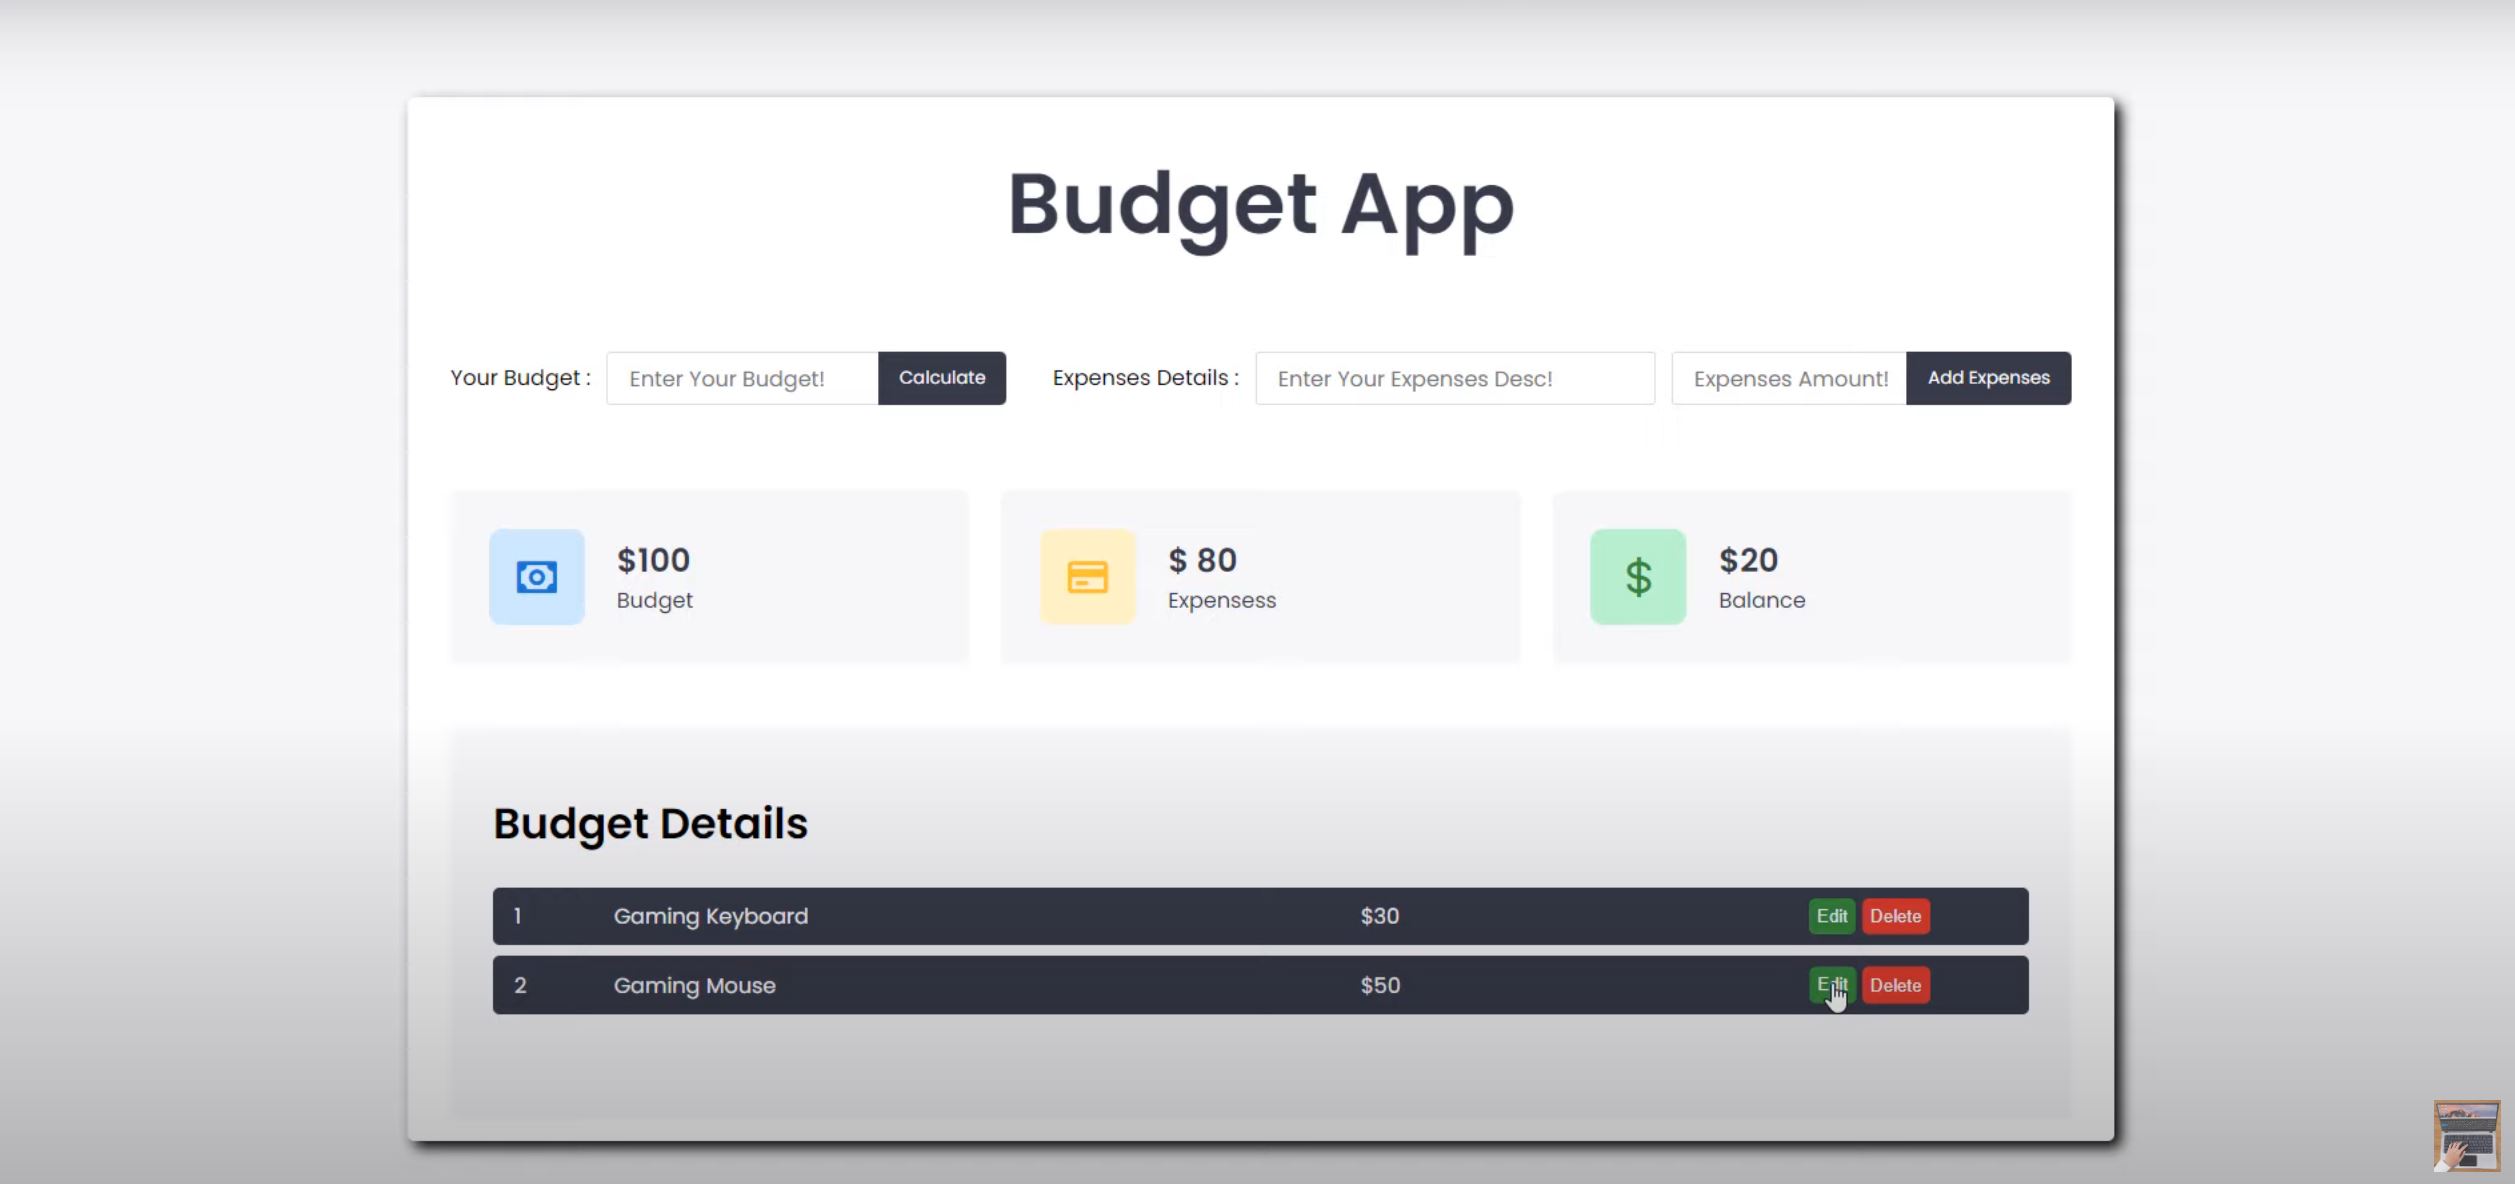 Budget App
Your Budget : Enter Your Budget! Calculate Expenses Details : Enter Your Expenses Desc! Expenses Amount! Add Expenses
$100
Budget
$ 80
Expensess
$
$20
Balance
Budget Details
1 Gaming Keyboard $30 Edit Delete
2 Gaming Mouse $50 Edit Delete